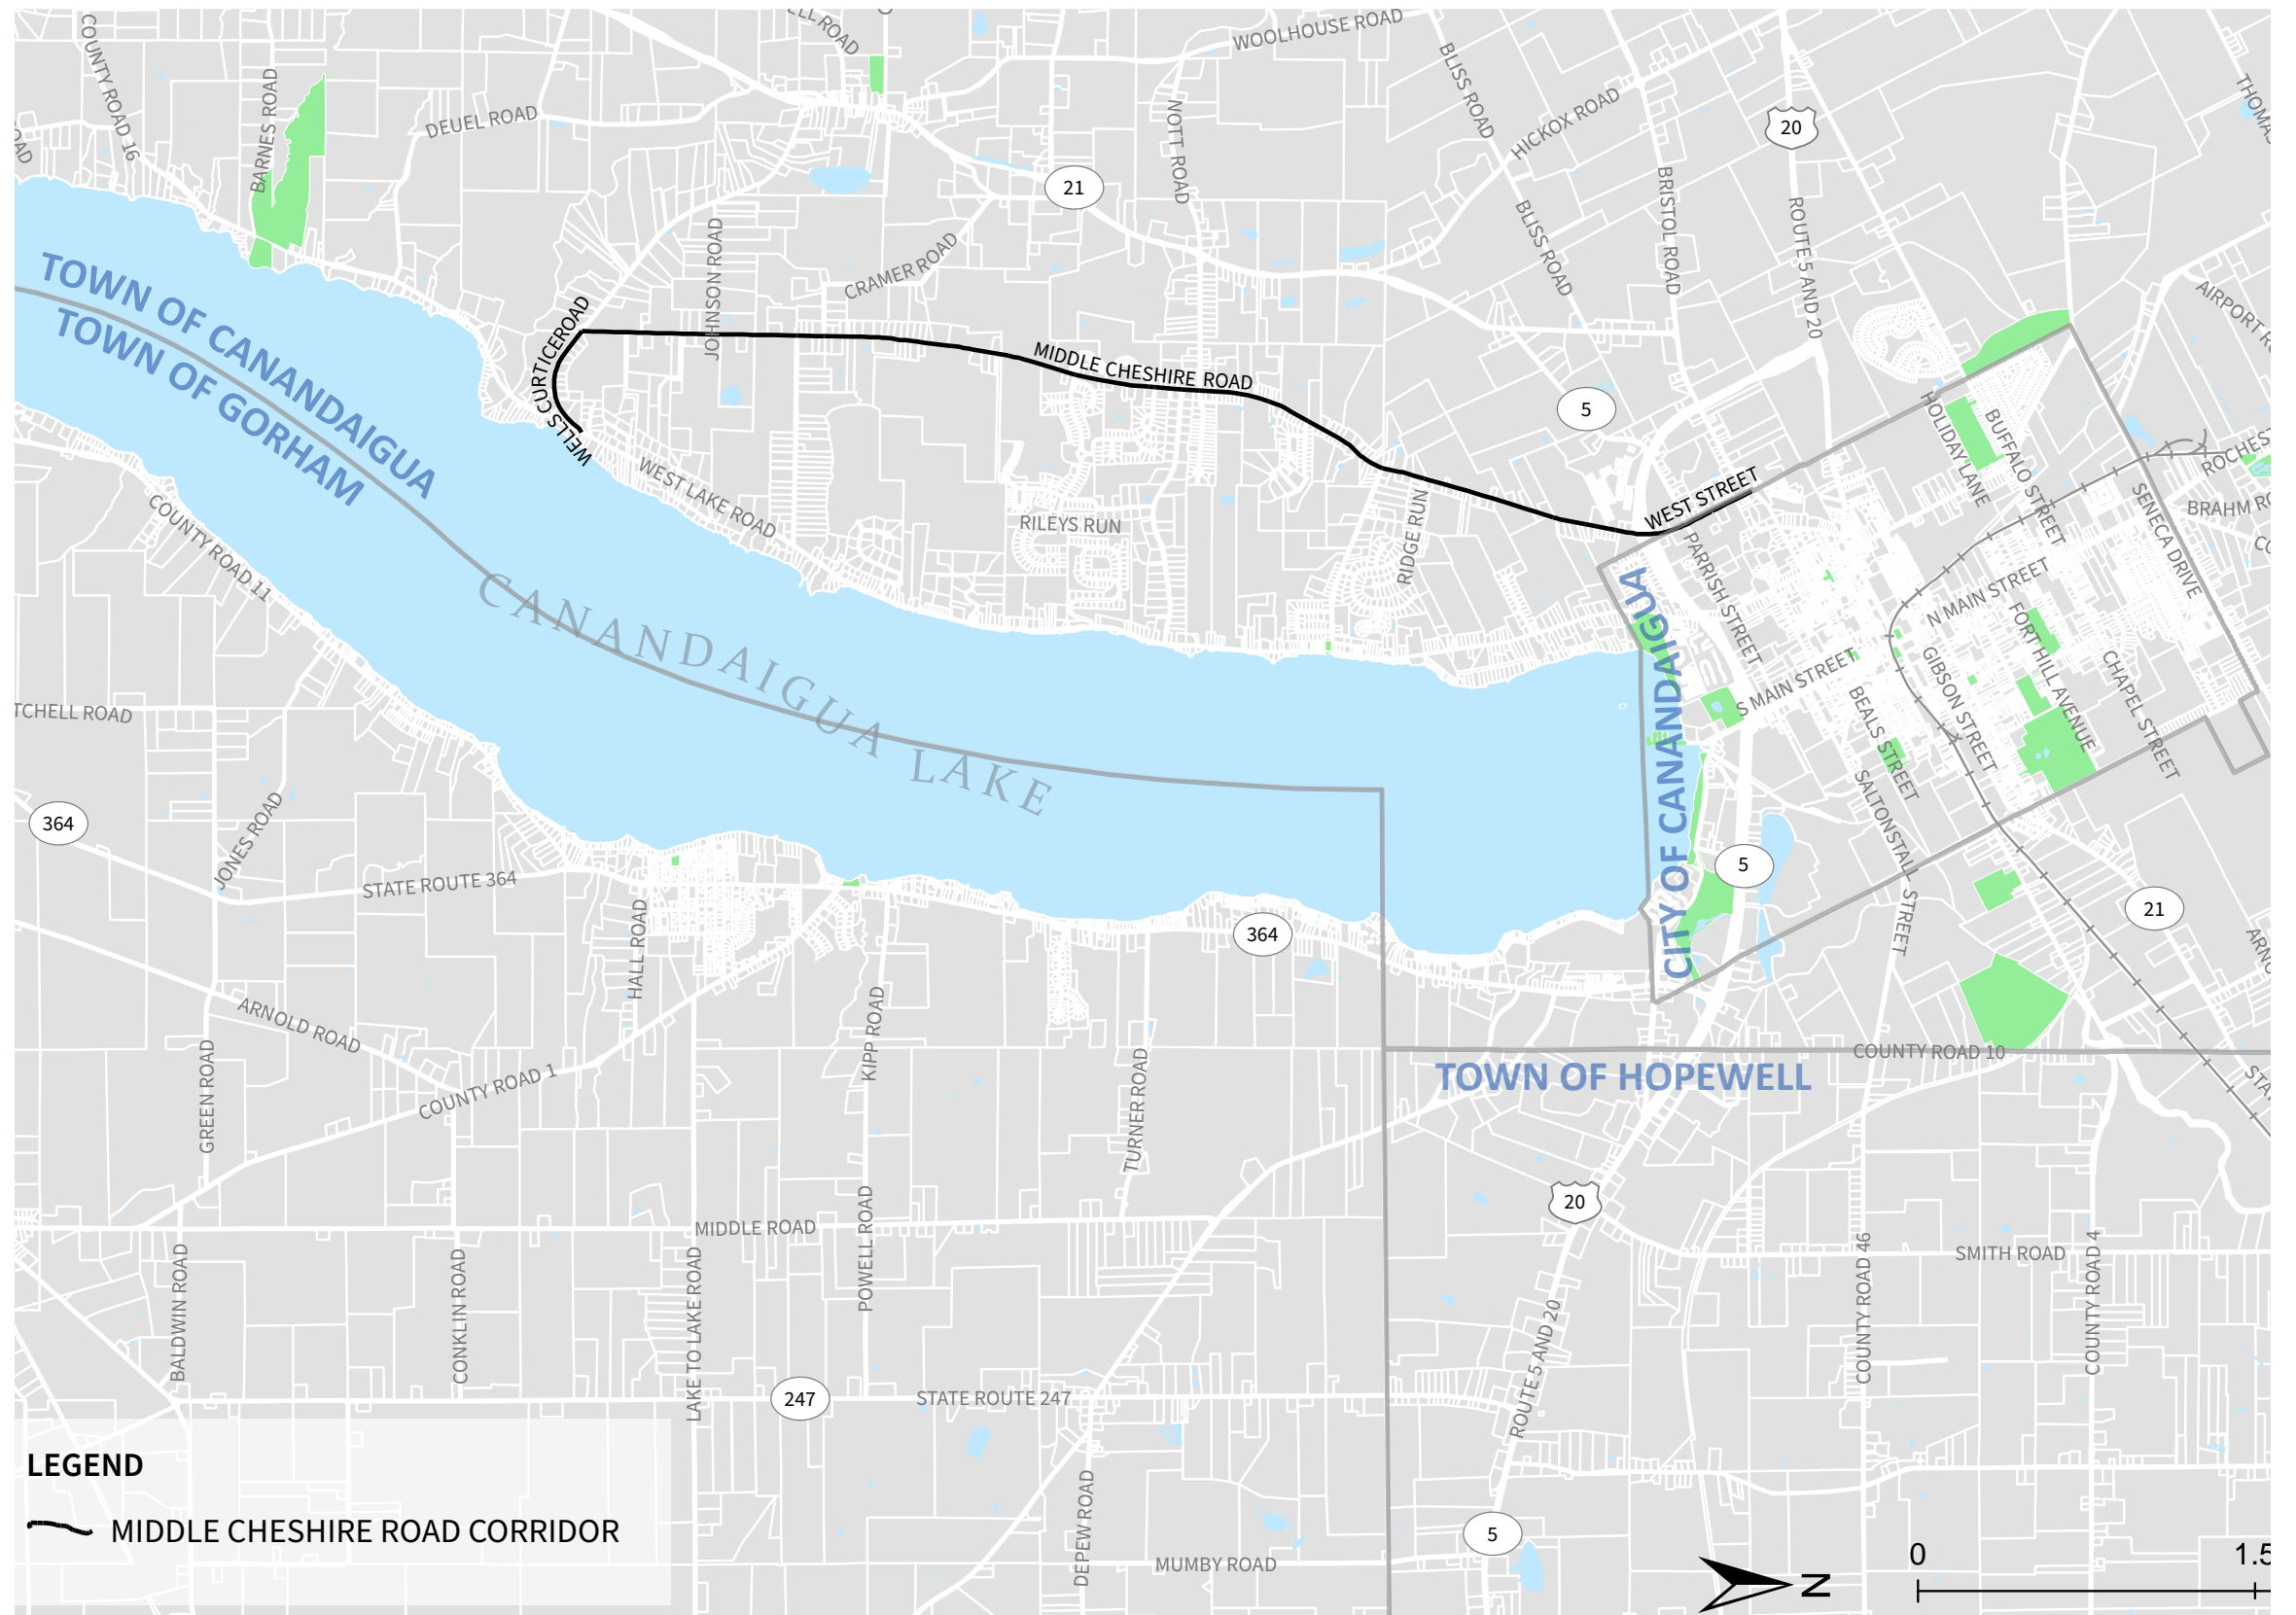 COUNTY ROAD 16
BARNES ROAD
DEUEL ROAD
ROAD
WOOLHOUSE ROAD
BLISS ROAD
HICKOX ROAD
NOTT ROAD
21
20
BRISTOL ROAD
BLISS ROAD
ROUTE 5 AND 20
JOHNSON ROAD
CRAMER ROAD
AIRPORT
TOWN OF CANANDAIGUA
TOWN OF GORHAM
WELLS CURTICE ROAD
MIDDLE CHESHIRE ROAD
5
WEST STREET
HOLIDAY LANE
BUFFALO STREET
SENECA DRIVE
BRAHM
WEST LAKE ROAD
RILEYS RUN
RIDGE RUN
PARRISH STREET
N MAIN STREET
FORT HILL AVENUE
CHAPEL STREET
GIBSON STREET
S MAIN STREET
BEALS STREET
SALTONSTALL STREET
COUNTY ROAD 11
CANANDAIGUA LAKE
CITY OF CANANDAIGUA
TCHELL ROAD
364
JONES ROAD
STATE ROUTE 364
5
21
364
HALL ROAD
ARNOLD ROAD
GREEN ROAD
COUNTY ROAD 1
KIPP ROAD
TURNER ROAD
COUNTY ROAD 10
TOWN OF HOPEWELL
20
MIDDLE ROAD
POWELL ROAD
SMITH ROAD
BALDWIN ROAD
CONKLIN ROAD
LAKE TO LAKE ROAD
COUNTY ROAD 46
COUNTY ROAD 4
ROUTE 5 AND 20
247
STATE ROUTE 247
DEPEW ROAD
MUMBY ROAD
5
LEGEND
MIDDLE CHESHIRE ROAD CORRIDOR
N
0
1.5